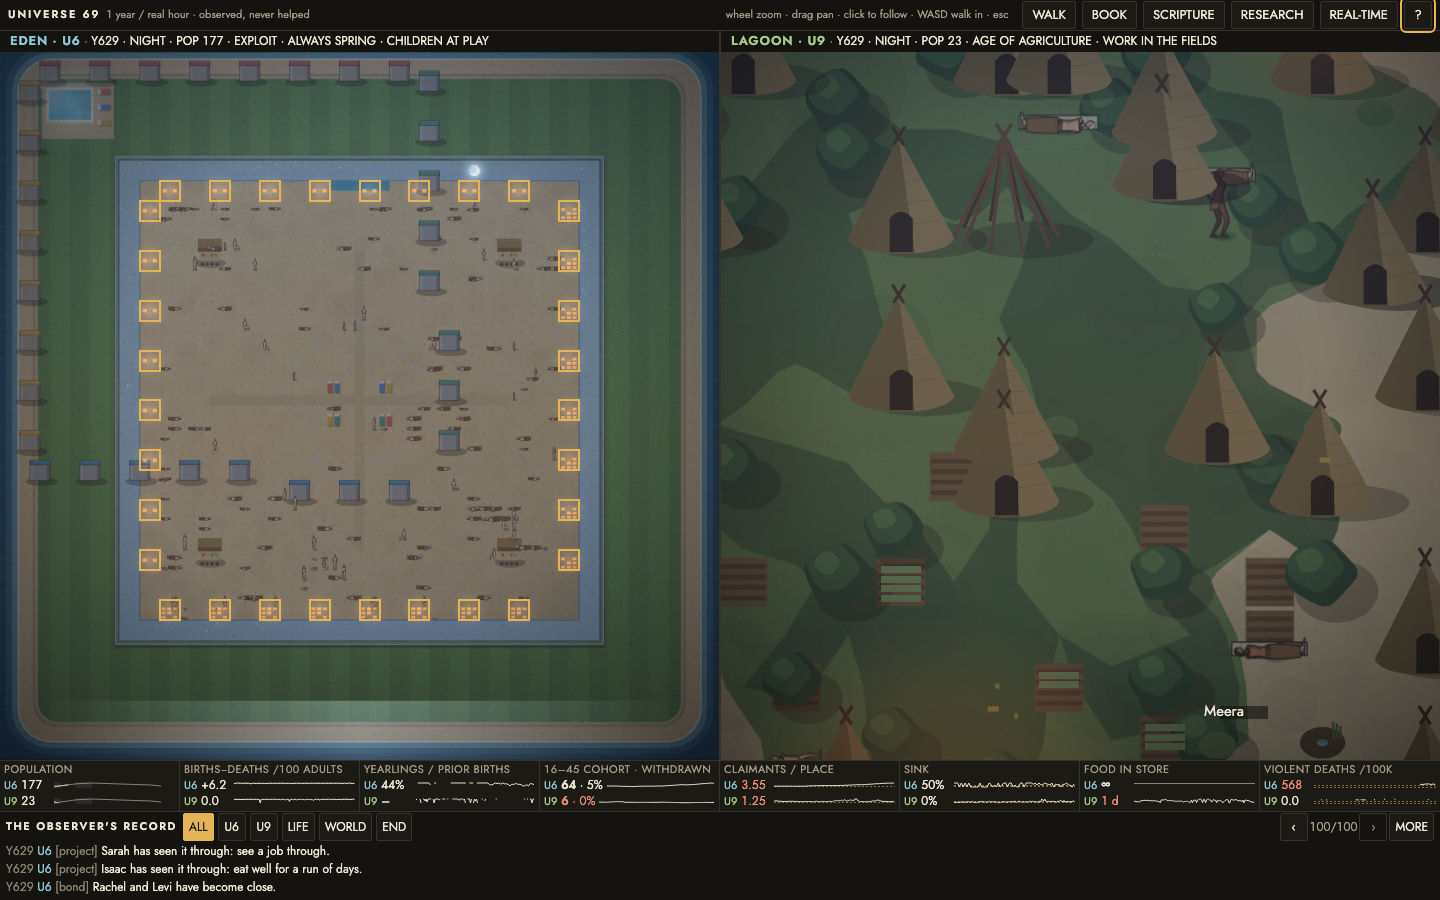 UNIVERSE 69 1 year / real hour · observed, never helped
wheel zoom · drag pan · click to follow · WASD walk in · esc WALK BOOK SCRIPTURE RESEARCH REAL-TIME ?
EDEN · U6 · Y629 · NIGHT · POP 177 · EXPLOIT · ALWAYS SPRING · CHILDREN AT PLAY
LAGOON · U9 · Y629 · NIGHT · POP 23 · AGE OF AGRICULTURE · WORK IN THE FIELDS
Meera
POPULATION
U6 177
U9 23
BIRTHS–DEATHS /100 ADULTS
U6 +6.2
U9 0.0
YEARLINGS / PRIOR BIRTHS
U6 44%
U9 –
16–45 COHORT · WITHDRAWN
U6 64 · 5%
U9 6 · 0%
CLAIMANTS / PLACE
U6 3.55
U9 1.25
SINK
U6 50%
U9 0%
FOOD IN STORE
U6 ∞
U9 1 d
VIOLENT DEATHS /100K
U6 568
U9 0.0
THE OBSERVER'S RECORD ALL U6 U9 LIFE WORLD END ‹ 100/100 › MORE
Y629 U6 [project] Sarah has seen it through: see a job through.
Y629 U6 [project] Isaac has seen it through: eat well for a run of days.
Y629 U6 [bond] Rachel and Levi have become close.